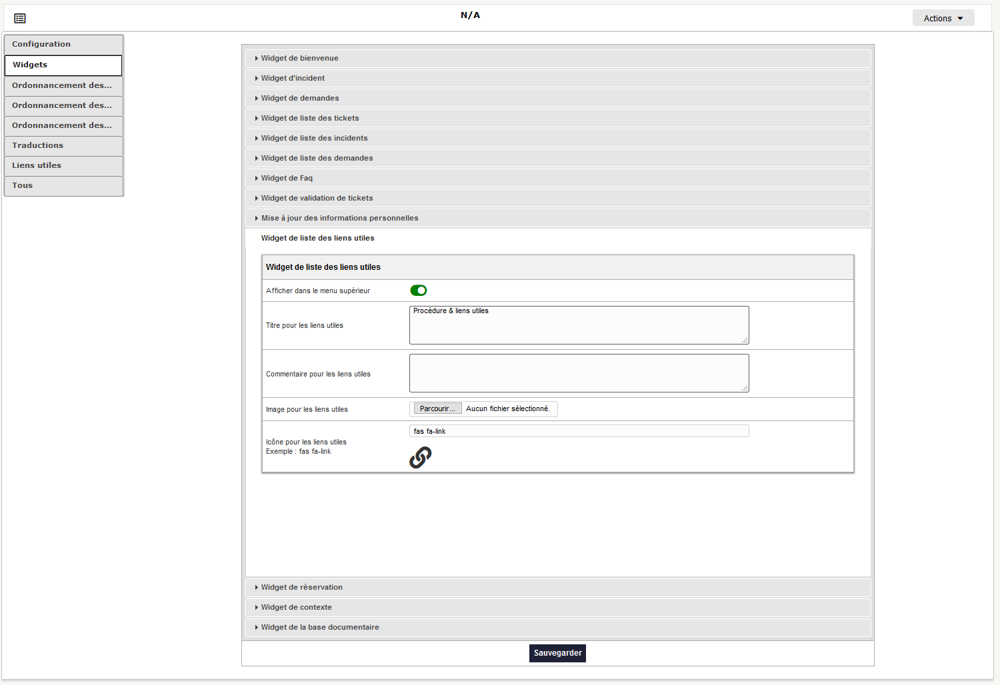 N/A
Actions
Configuration
Widgets
Ordonnancement des...
Ordonnancement des...
Ordonnancement des...
Traductions
Liens utiles
Tous
Widget de bienvenue
Widget d'incident
Widget de demandes
Widget de liste des tickets
Widget de liste des incidents
Widget de liste des demandes
Widget de Faq
Widget de validation de tickets
Mise à jour des informations personnelles
Widget de liste des liens utiles
Widget de liste des liens utiles
Afficher dans le menu supérieur
Titre pour les liens utiles
Procédure & liens utiles
Commentaire pour les liens utiles
Image pour les liens utiles
Parcourir... Aucun fichier sélectionné.
Icône pour les liens utiles
Exemple : fas fa-link
fas fa-link
Widget de réservation
Widget de contexte
Widget de la base documentaire
Sauvegarder